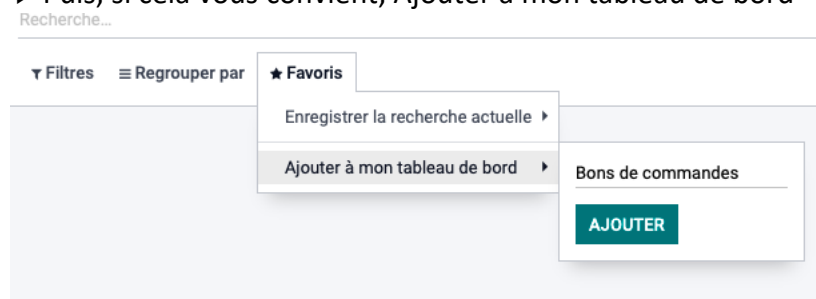 Puis, si cela vous convient, Ajouter à mon tableau de bord
Recherche...
Filtres Regrouper par Favoris
Enregistrer la recherche actuelle
Ajouter à mon tableau de bord
Bons de commandes
AJOUTER